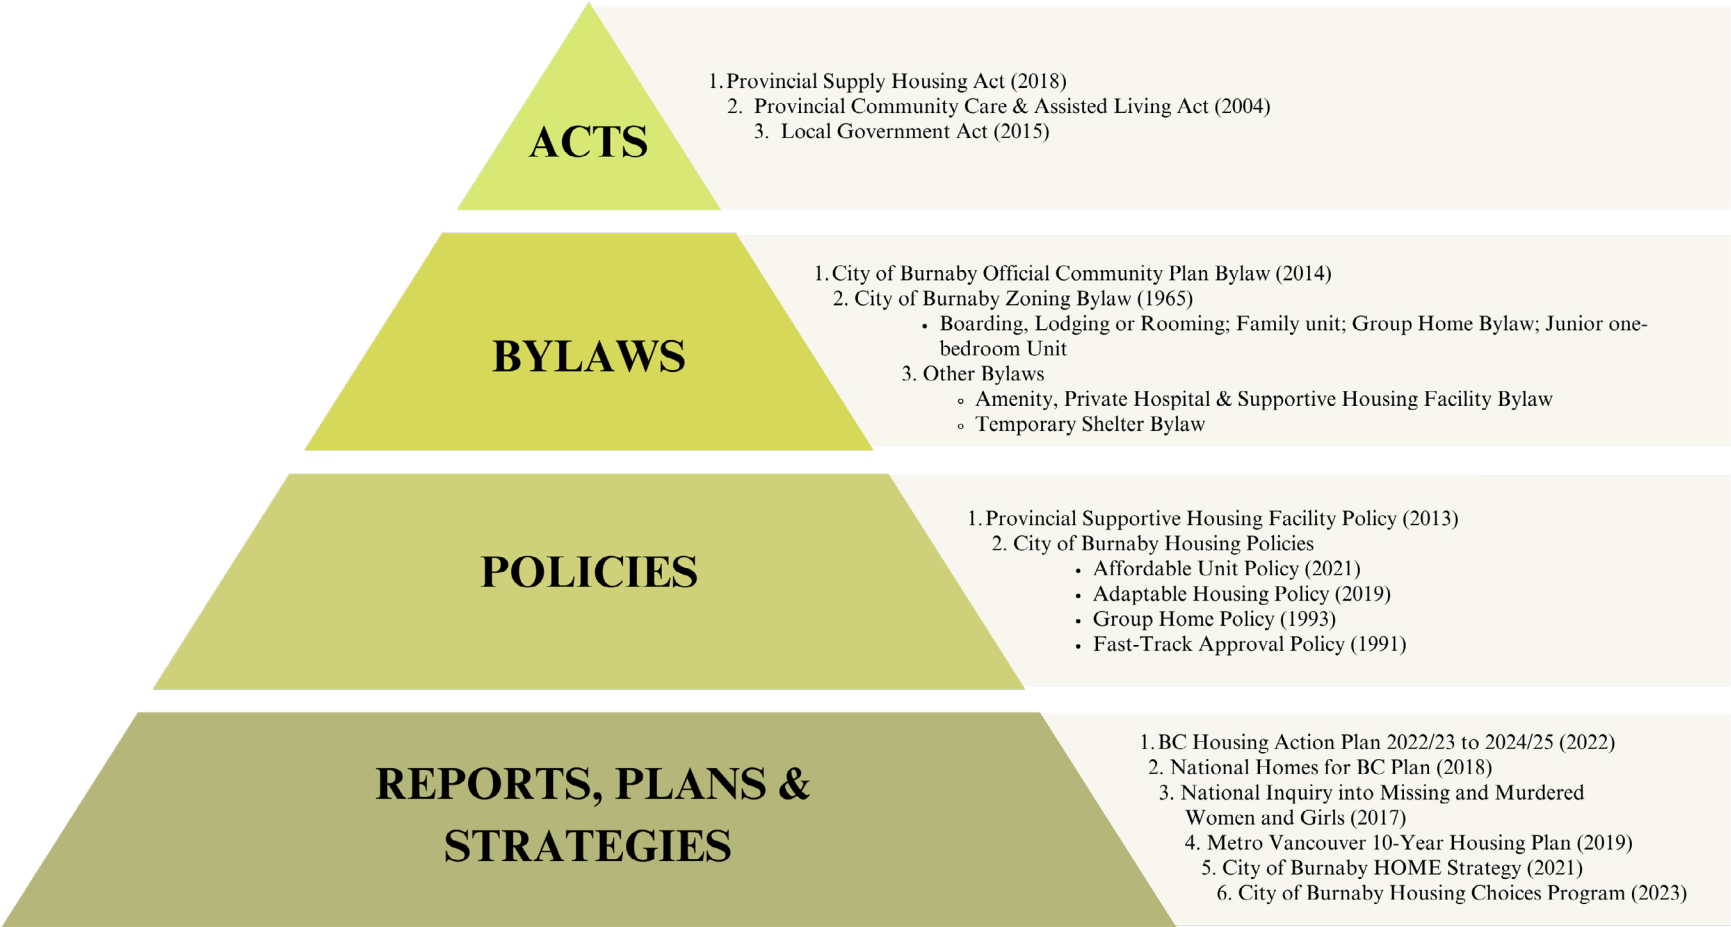 ACTS
1. Provincial Supply Housing Act (2018)
2. Provincial Community Care & Assisted Living Act (2004)
3. Local Government Act (2015)
BYLAWS
1. City of Burnaby Official Community Plan Bylaw (2014)
2. City of Burnaby Zoning Bylaw (1965)
• Boarding, Lodging or Rooming; Family unit; Group Home Bylaw; Junior one-
bedroom Unit
3. Other Bylaws
◦ Amenity, Private Hospital & Supportive Housing Facility Bylaw
◦ Temporary Shelter Bylaw
POLICIES
1. Provincial Supportive Housing Facility Policy (2013)
2. City of Burnaby Housing Policies
• Affordable Unit Policy (2021)
• Adaptable Housing Policy (2019)
• Group Home Policy (1993)
• Fast-Track Approval Policy (1991)
REPORTS, PLANS &
STRATEGIES
1. BC Housing Action Plan 2022/23 to 2024/25 (2022)
2. National Homes for BC Plan (2018)
3. National Inquiry into Missing and Murdered
Women and Girls (2017)
4. Metro Vancouver 10-Year Housing Plan (2019)
5. City of Burnaby HOME Strategy (2021)
6. City of Burnaby Housing Choices Program (2023)